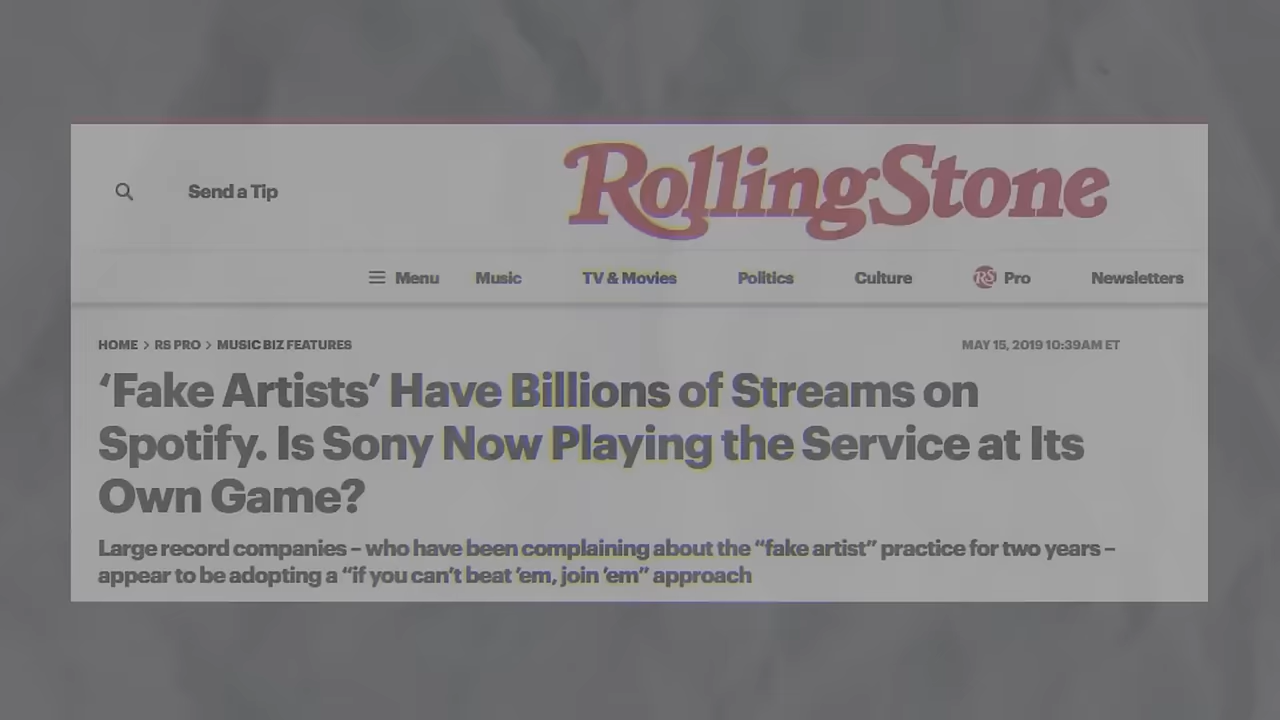 Send a Tip
RollingStone
Menu Music TV & Movies Politics Culture RS Pro Newsletters
HOME > RS PRO > MUSIC BIZ FEATURES
MAY 15, 2019 10:39AM ET
‘Fake Artists’ Have Billions of Streams on
Spotify. Is Sony Now Playing the Service at Its
Own Game?
Large record companies – who have been complaining about the “fake artist” practice for two years –
appear to be adopting a “if you can’t beat ’em, join ’em” approach